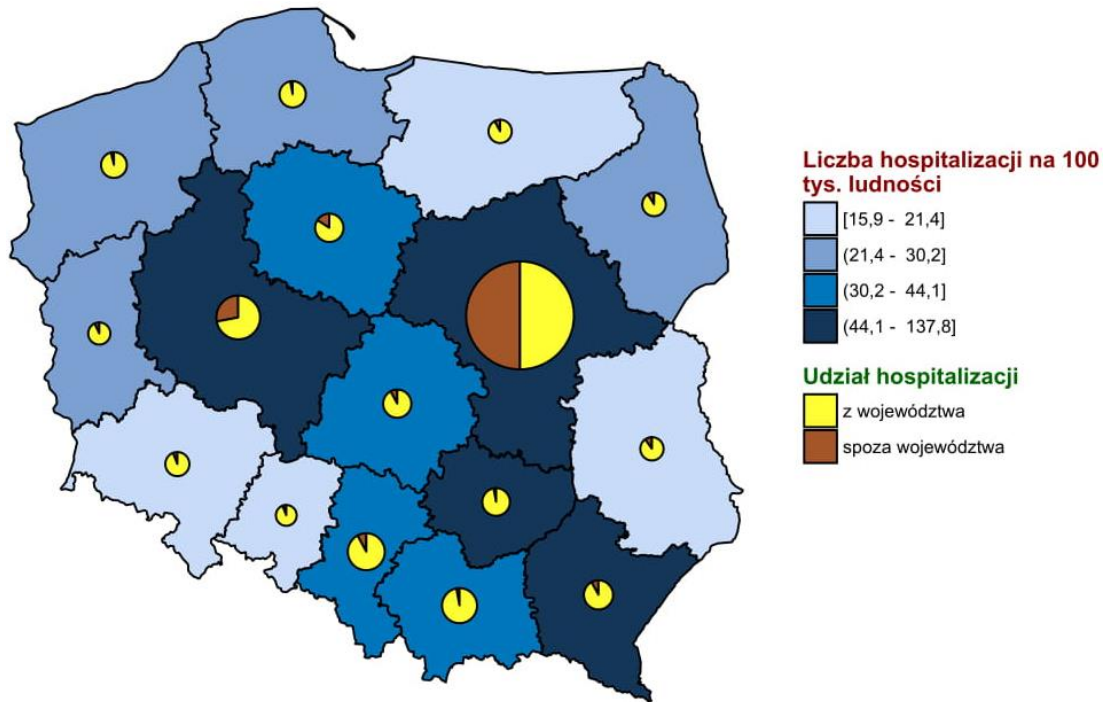 Liczba hospitalizacji na 100
tys. ludności
[15,9 - 21,4]
(21,4 - 30,2]
(30,2 - 44,1]
(44,1 - 137,8]
Udział hospitalizacji
z województwa
spoza województwa